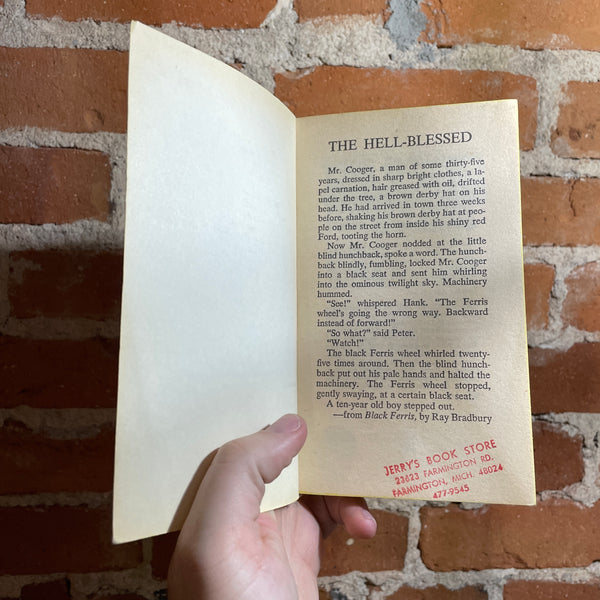 THE HELL-BLESSED
Mr. Cooger, a man of some thirty-five
years, dressed in sharp bright clothes, a la-
pel carnation, hair greased with oil, drifted
under the tree, a brown derby hat on his
head. He had arrived in town three weeks
before, shaking his brown derby hat at peo-
ple on the street from inside his shiny red
Ford, tooting the horn.
Now Mr. Cooger nodded at the little
blind hunchback, spoke a word. The hunch-
back blindly, fumbling, locked Mr. Cooger
into a black seat and sent him whirling
into the ominous twilight sky. Machinery
hummed.
"See!" whispered Hank. "The Ferris
wheel's going the wrong way. Backward
instead of forward!"
"So what?" said Peter.
"Watch!"
The black Ferris wheel whirled twenty-
five times around. Then the blind hunch-
back put out his pale hands and halted the
machinery. The Ferris wheel stopped,
gently swaying, at a certain black seat.
A ten-year old boy stepped out.
—from Black Ferris, by Ray Bradbury
JERRY'S BOOK STORE
23623 FARMINGTON RD.
FARMINGTON, MICH. 48024
477-9545